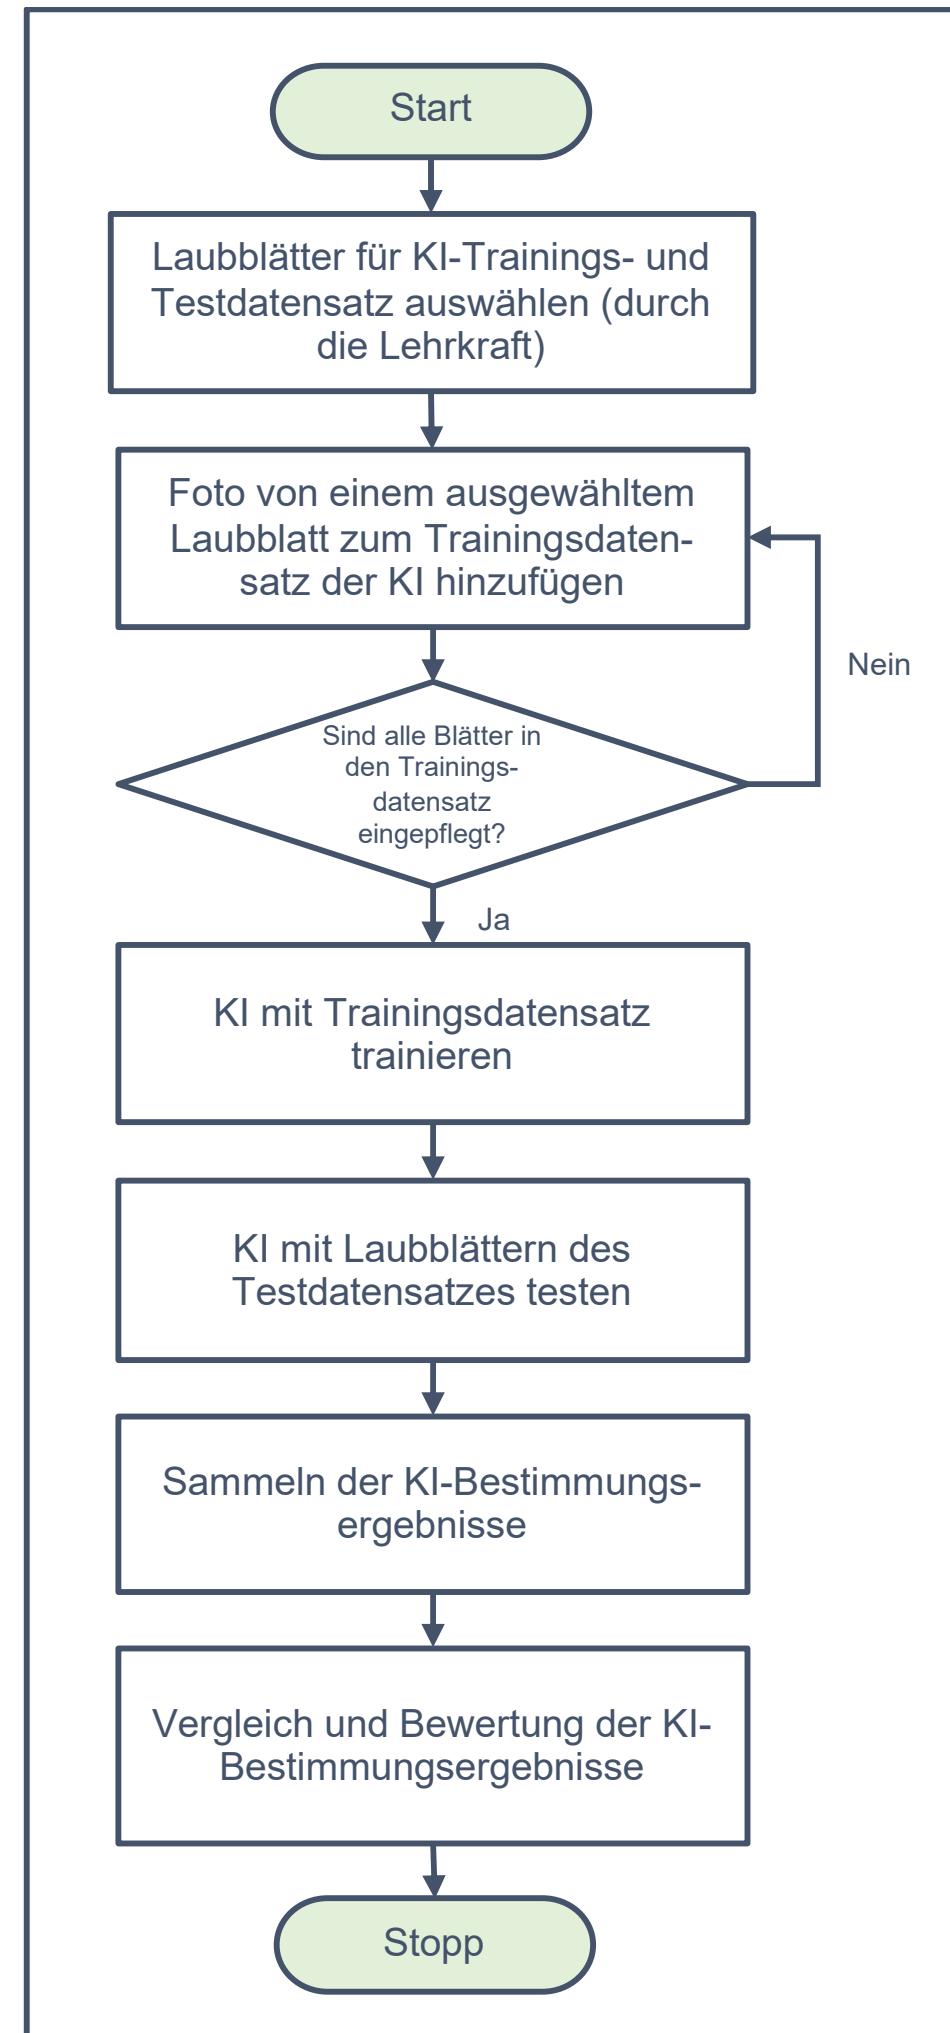 Start
Laubblätter für KI-Trainings- und
Testdatensatz auswählen (durch
die Lehrkraft)
Foto von einem ausgewähltem
Laubblatt zum Trainingsdaten-
satz der KI hinzufügen
Nein
Sind alle Blätter in
den Trainings-
datensatz
eingepflegt?
Ja
KI mit Trainingsdatensatz
trainieren
KI mit Laubblättern des
Testdatensatzes testen
Sammeln der KI-Bestimmungs-
ergebnisse
Vergleich und Bewertung der KI-
Bestimmungsergebnisse
Stopp